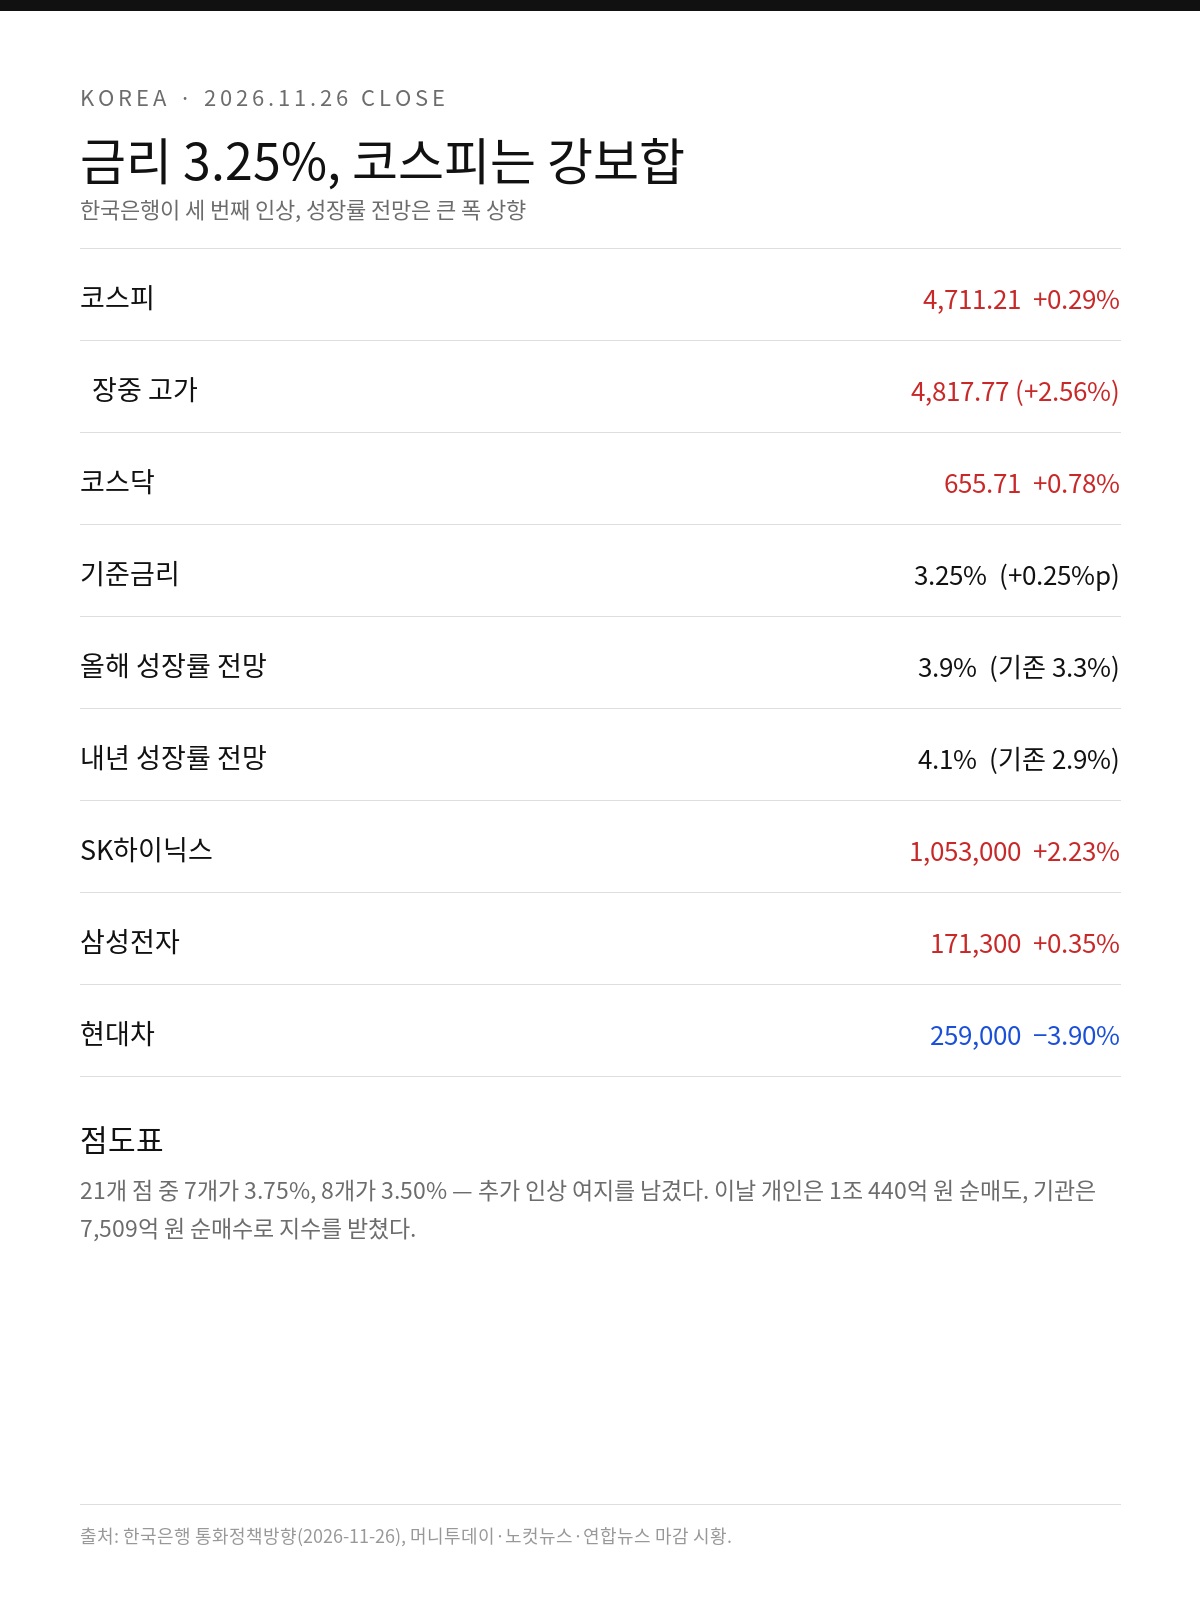 KOREA · 2026.11.26 CLOSE
금리 3.25%, 코스피는 강보합
한국은행이 세 번째 인상, 성장률 전망은 큰 폭 상향
코스피 4,711.21 +0.29%
장중 고가 4,817.77 (+2.56%)
코스닥 655.71 +0.78%
기준금리 3.25% (+0.25%p)
올해 성장률 전망 3.9% (기존 3.3%)
내년 성장률 전망 4.1% (기존 2.9%)
SK하이닉스 1,053,000 +2.23%
삼성전자 171,300 +0.35%
현대차 259,000 −3.90%
점도표
21개 점 중 7개가 3.75%, 8개가 3.50% — 추가 인상 여지를 남겼다. 이날 개인은 1조 440억 원 순매도, 기관은
7,509억 원 순매수로 지수를 받쳤다.
출처: 한국은행 통화정책방향(2026-11-26), 머니투데이·노컷뉴스·연합뉴스 마감 시황.